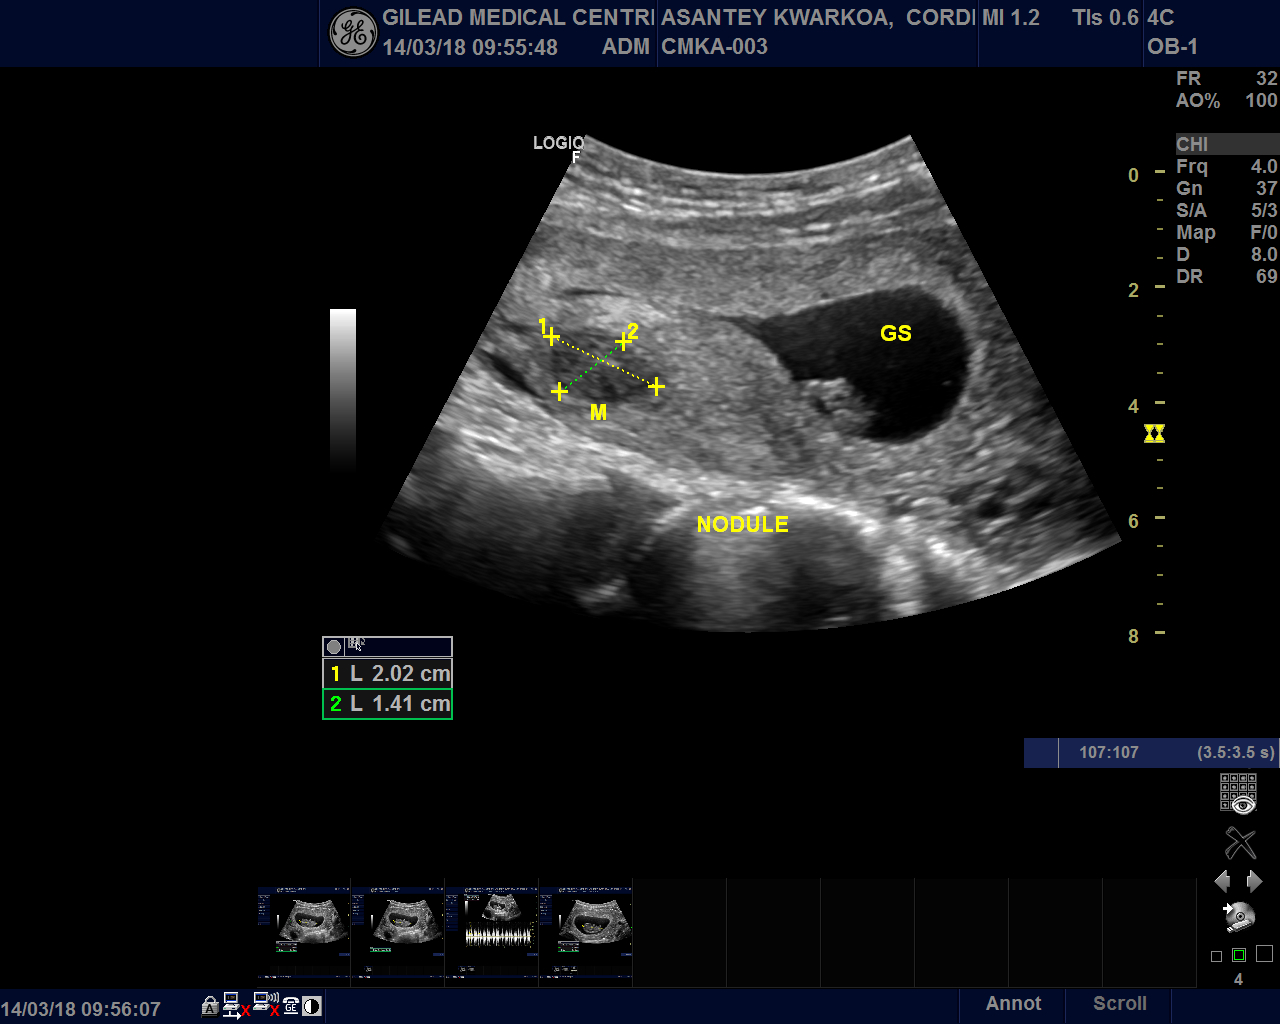 GILEAD MEDICAL CENTRE ASANTEY KWARKOA, CORDI MI 1.2 TIs 0.6 4C
14/03/18 09:55:48 ADM CMKA-003 OB-1
FR 32
AO% 100
CHI
Frq 4.0
Gn 37
S/A 5/3
Map F/0
D 8.0
DR 69
LOGIQ
F
0
2
4
6
8
1
2
GS
M
NODULE
1 L 2.02 cm
2 L 1.41 cm
107:107 (3.5:3.5 s)
4
14/03/18 09:56:07 A GE Annot Scroll